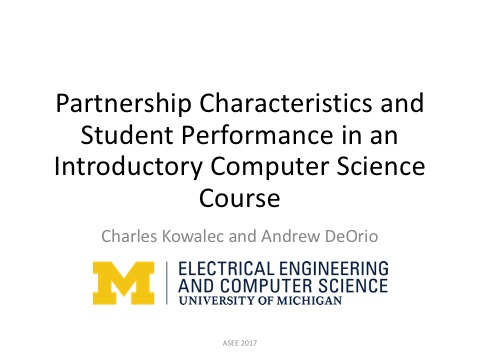 Partnership Characteristics and
Student Performance in an
Introductory Computer Science
Course
Charles Kowalec and Andrew DeOrio
M
ELECTRICAL ENGINEERING
AND COMPUTER SCIENCE
UNIVERSITY OF MICHIGAN
ASEE 2017